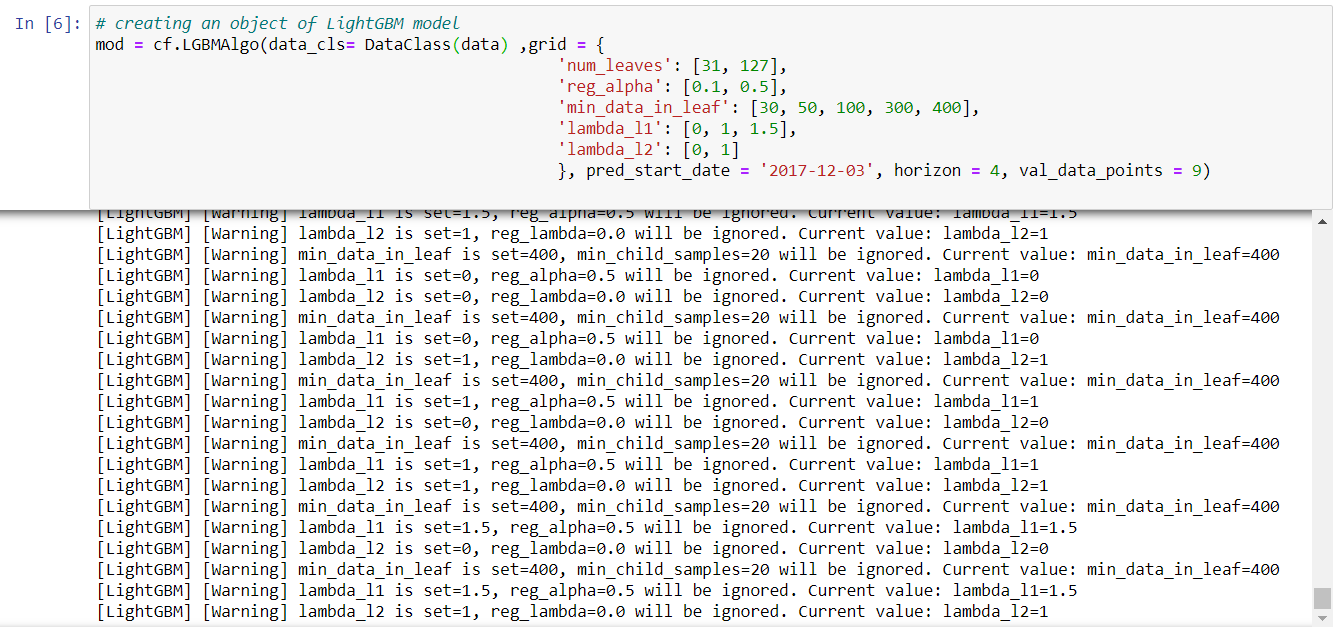 In [6]: # creating an object of LightGBM model
mod = cf.LGBMAlgo(data_cls= DataClass(data) ,grid = {
'num_leaves': [31, 127],
'reg_alpha': [0.1, 0.5],
'min_data_in_leaf': [30, 50, 100, 300, 400],
'lambda_l1': [0, 1, 1.5],
'lambda_l2': [0, 1]
}, pred_start_date = '2017-12-03', horizon = 4, val_data_points = 9)
[LightGBM] [Warning] lambda_l1 is set=1.5, reg_alpha=0.5 will be ignored. Current value: lambda_l1=1.5
[LightGBM] [Warning] lambda_l2 is set=1, reg_lambda=0.0 will be ignored. Current value: lambda_l2=1
[LightGBM] [Warning] min_data_in_leaf is set=400, min_child_samples=20 will be ignored. Current value: min_data_in_leaf=400
[LightGBM] [Warning] lambda_l1 is set=0, reg_alpha=0.5 will be ignored. Current value: lambda_l1=0
[LightGBM] [Warning] lambda_l2 is set=0, reg_lambda=0.0 will be ignored. Current value: lambda_l2=0
[LightGBM] [Warning] min_data_in_leaf is set=400, min_child_samples=20 will be ignored. Current value: min_data_in_leaf=400
[LightGBM] [Warning] lambda_l1 is set=0, reg_alpha=0.5 will be ignored. Current value: lambda_l1=0
[LightGBM] [Warning] lambda_l2 is set=1, reg_lambda=0.0 will be ignored. Current value: lambda_l2=1
[LightGBM] [Warning] min_data_in_leaf is set=400, min_child_samples=20 will be ignored. Current value: min_data_in_leaf=400
[LightGBM] [Warning] lambda_l1 is set=1, reg_alpha=0.5 will be ignored. Current value: lambda_l1=1
[LightGBM] [Warning] lambda_l2 is set=0, reg_lambda=0.0 will be ignored. Current value: lambda_l2=0
[LightGBM] [Warning] min_data_in_leaf is set=400, min_child_samples=20 will be ignored. Current value: min_data_in_leaf=400
[LightGBM] [Warning] lambda_l1 is set=1, reg_alpha=0.5 will be ignored. Current value: lambda_l1=1
[LightGBM] [Warning] lambda_l2 is set=1, reg_lambda=0.0 will be ignored. Current value: lambda_l2=1
[LightGBM] [Warning] min_data_in_leaf is set=400, min_child_samples=20 will be ignored. Current value: min_data_in_leaf=400
[LightGBM] [Warning] lambda_l1 is set=1.5, reg_alpha=0.5 will be ignored. Current value: lambda_l1=1.5
[LightGBM] [Warning] lambda_l2 is set=0, reg_lambda=0.0 will be ignored. Current value: lambda_l2=0
[LightGBM] [Warning] min_data_in_leaf is set=400, min_child_samples=20 will be ignored. Current value: min_data_in_leaf=400
[LightGBM] [Warning] lambda_l1 is set=1.5, reg_alpha=0.5 will be ignored. Current value: lambda_l1=1.5
[LightGBM] [Warning] lambda_l2 is set=1, reg_lambda=0.0 will be ignored. Current value: lambda_l2=1